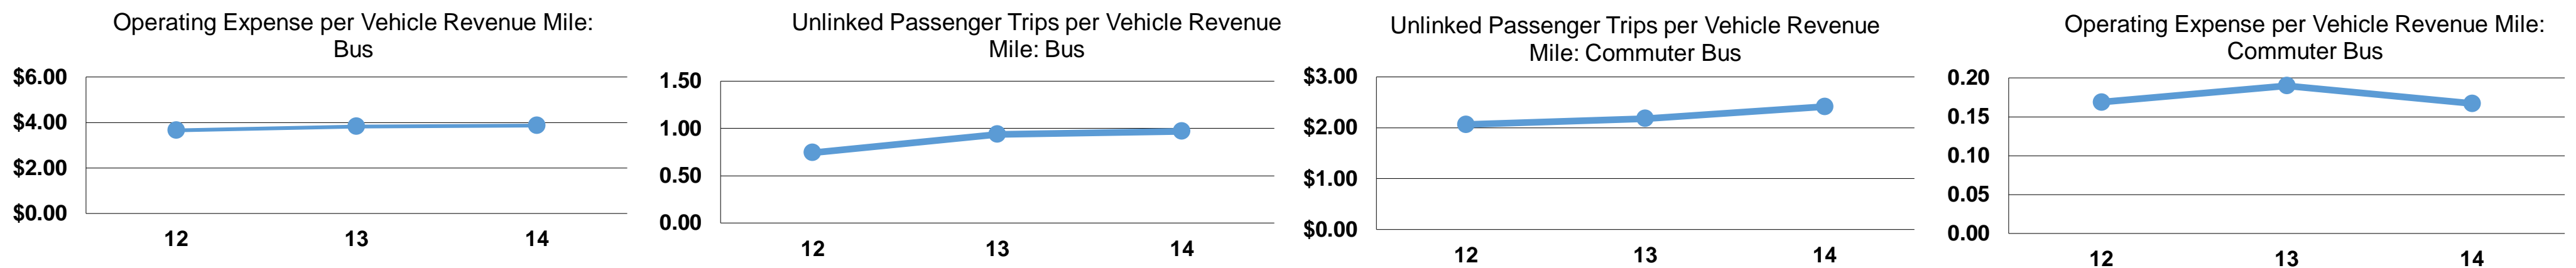 Operating Expense per Vehicle Revenue Mile:
Bus
$6.00
$4.00
$2.00
$0.00
12 13 14
Unlinked Passenger Trips per Vehicle Revenue
Mile: Bus
1.50
1.00
0.50
0.00
12 13 14
Unlinked Passenger Trips per Vehicle Revenue
Mile: Commuter Bus
$3.00
$2.00
$1.00
$0.00
12 13 14
Operating Expense per Vehicle Revenue Mile:
Commuter Bus
0.20
0.15
0.10
0.05
0.00
12 13 14